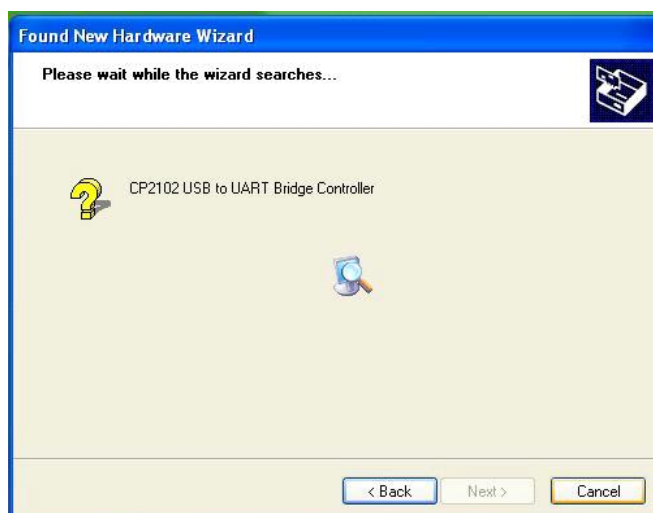 Found New Hardware Wizard
Please wait while the wizard searches...
CP2102 USB to UART Bridge Controller
< Back
Next >
Cancel